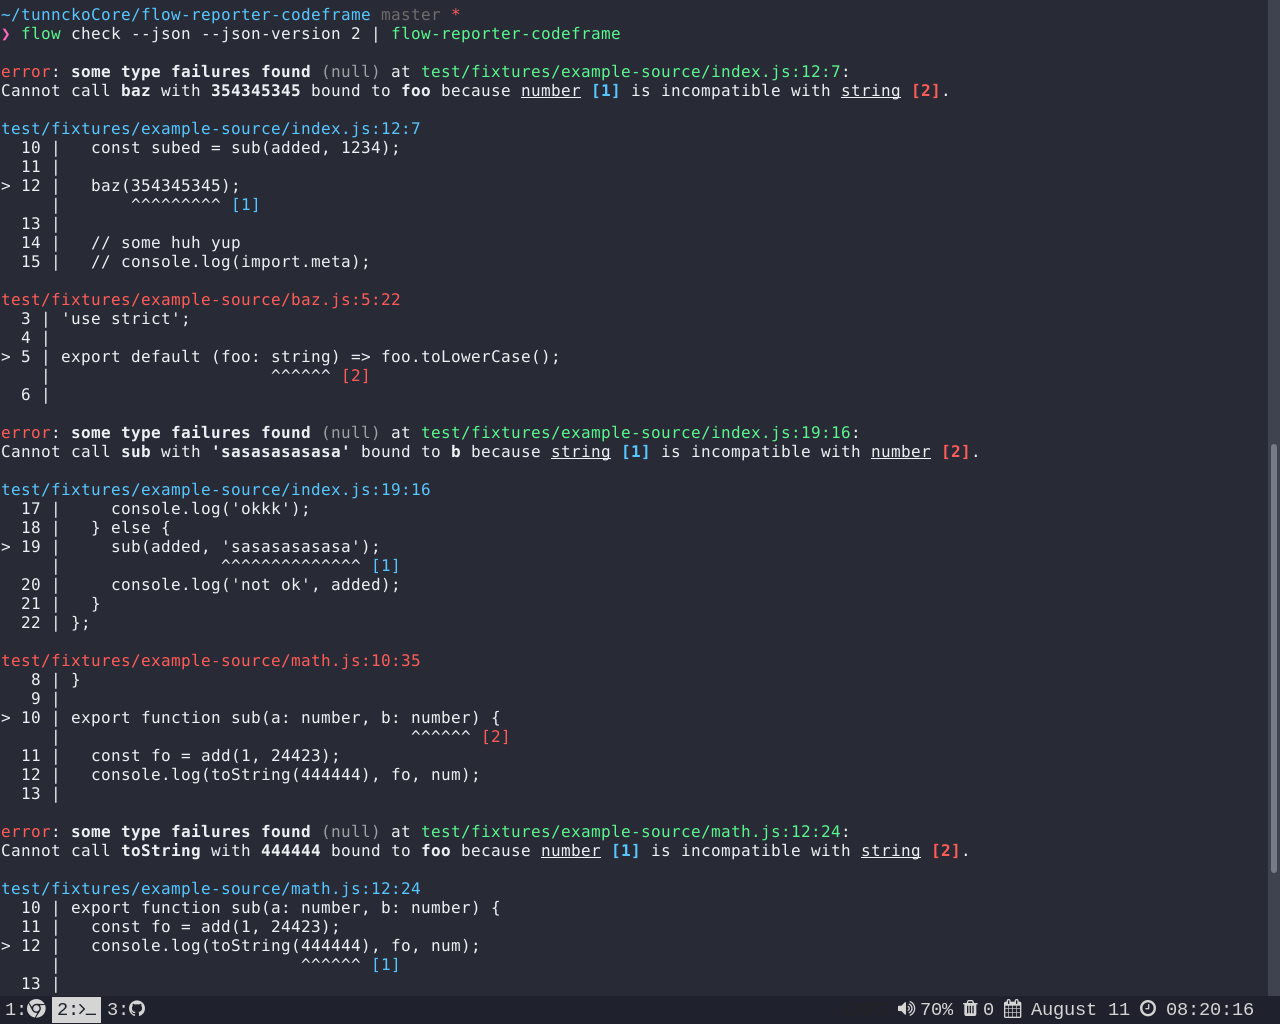 ~/tunnckoCore/flow-reporter-codeframe master *
❯ flow check --json --json-version 2 | flow-reporter-codeframe

error: some type failures found (null) at test/fixtures/example-source/index.js:12:7:
Cannot call baz with 354345345 bound to foo because number [1] is incompatible with string [2].

test/fixtures/example-source/index.js:12:7
  10 |   const subed = sub(added, 1234);
  11 |
> 12 |   baz(354345345);
     |       ^^^^^^^^^ [1]
  13 |
  14 |   // some huh yup
  15 |   // console.log(import.meta);

test/fixtures/example-source/baz.js:5:22
  3 | 'use strict';
  4 |
> 5 | export default (foo: string) => foo.toLowerCase();
    |                      ^^^^^^ [2]
  6 |

error: some type failures found (null) at test/fixtures/example-source/index.js:19:16:
Cannot call sub with 'sasasasasasa' bound to b because string [1] is incompatible with number [2].

test/fixtures/example-source/index.js:19:16
  17 |     console.log('okkk');
  18 |   } else {
> 19 |     sub(added, 'sasasasasasa');
     |                ^^^^^^^^^^^^^^ [1]
  20 |     console.log('not ok', added);
  21 |   }
  22 | };

test/fixtures/example-source/math.js:10:35
   8 | }
   9 |
> 10 | export function sub(a: number, b: number) {
     |                                   ^^^^^^ [2]
  11 |   const fo = add(1, 24423);
  12 |   console.log(toString(444444), fo, num);
  13 |

error: some type failures found (null) at test/fixtures/example-source/math.js:12:24:
Cannot call toString with 444444 bound to foo because number [1] is incompatible with string [2].

test/fixtures/example-source/math.js:12:24
  10 | export function sub(a: number, b: number) {
  11 |   const fo = add(1, 24423);
> 12 |   console.log(toString(444444), fo, num);
     |                        ^^^^^^ [1]
  13 |
1: 2:>_ 3: 70% 0 August 11 08:20:16